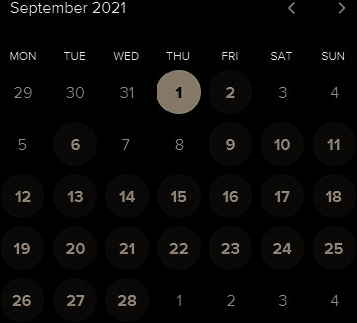 September 2021
MON TUE WED THU FRI SAT SUN
29 30 31 1 2 3 4
5 6 7 8 9 10 11
12 13 14 15 16 17 18
19 20 21 22 23 24 25
26 27 28 1 2 3 4